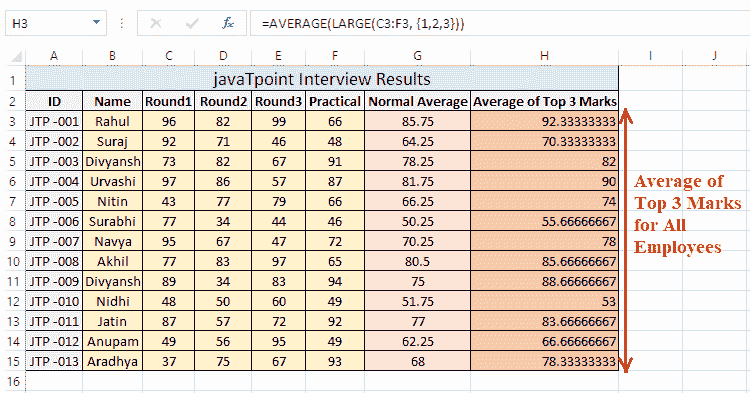 H3 fx =AVERAGE(LARGE(C3:F3, {1,2,3}))
A B C D E F G H I J
1 javaTpoint Interview Results
2 ID Name Round1 Round2 Round3 Practical Normal Average Average of Top 3 Marks
3 JTP -001 Rahul 96 82 99 66 85.75 92.33333333
4 JTP -002 Suraj 92 71 46 48 64.25 70.33333333
5 JTP -003 Divyansh 73 82 67 91 78.25 82
6 JTP -004 Urvashi 97 86 57 87 81.75 90
7 JTP -005 Nitin 43 77 79 66 66.25 74
8 JTP -006 Surabhi 77 34 44 46 50.25 55.66666667
9 JTP -007 Navya 95 67 47 72 70.25 78
10 JTP -008 Akhil 77 83 97 65 80.5 85.66666667
11 JTP -009 Divyansh 89 34 83 94 75 88.66666667
12 JTP -010 Nidhi 48 50 60 49 51.75 53
13 JTP -011 Jatin 87 57 72 92 77 83.66666667
14 JTP -012 Anupam 49 56 95 49 62.25 66.66666667
15 JTP -013 Aradhya 37 75 67 93 68 78.33333333
16
Average of
Top 3 Marks
for All
Employees